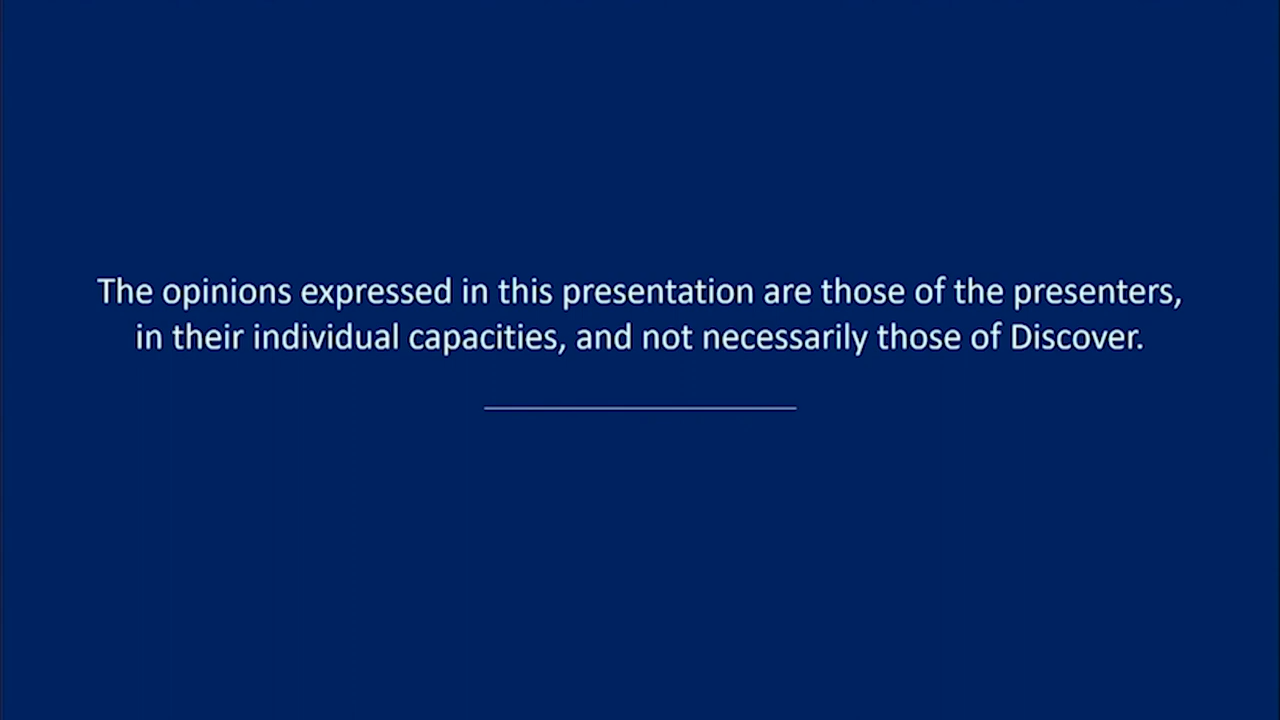 The opinions expressed in this presentation are those of the presenters,
in their individual capacities, and not necessarily those of Discover.